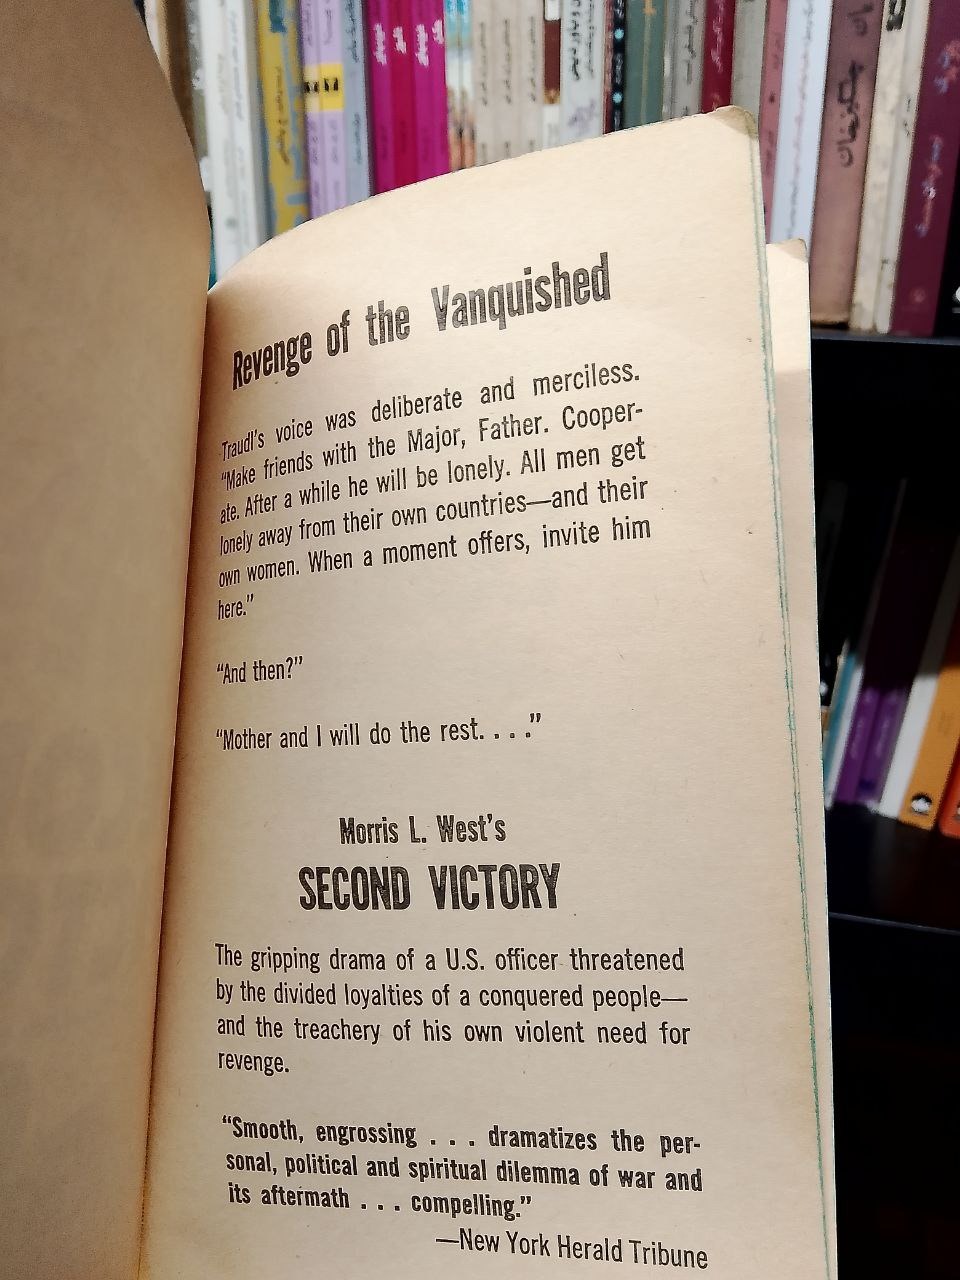 Revenge of the Vanquished
Traudl's voice was deliberate and merciless.
“Make friends with the Major, Father. Cooper-
ate. After a while he will be lonely. All men get
lonely away from their own countries—and their
own women. When a moment offers, invite him
here.”
“And then?”
“Mother and I will do the rest. . . .”
Morris L. West's
SECOND VICTORY
The gripping drama of a U.S. officer threatened
by the divided loyalties of a conquered people—
and the treachery of his own violent need for
revenge.
“Smooth, engrossing . . . dramatizes the per-
sonal, political and spiritual dilemma of war and
its aftermath . . . compelling.”
—New York Herald Tribune